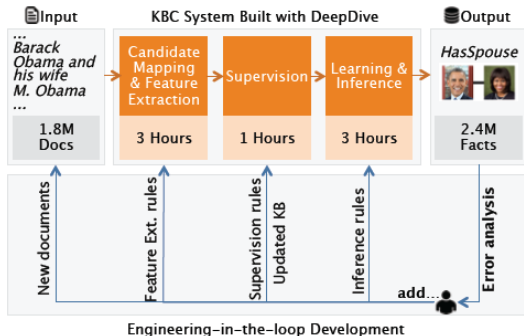 Input
KBC System Built with DeepDive
Output
...
Barack
Obama and
his wife
M. Obama
...
1.8M
Docs
Candidate
Mapping
& Feature
Extraction
3 Hours
Supervision
1 Hours
Learning &
Inference
3 Hours
HasSpouse
2.4M
Facts
New documents
Feature Ext. rules
Supervision rules
Updated KB
Inference rules
add...
Error analysis
Engineering-in-the-loop Development